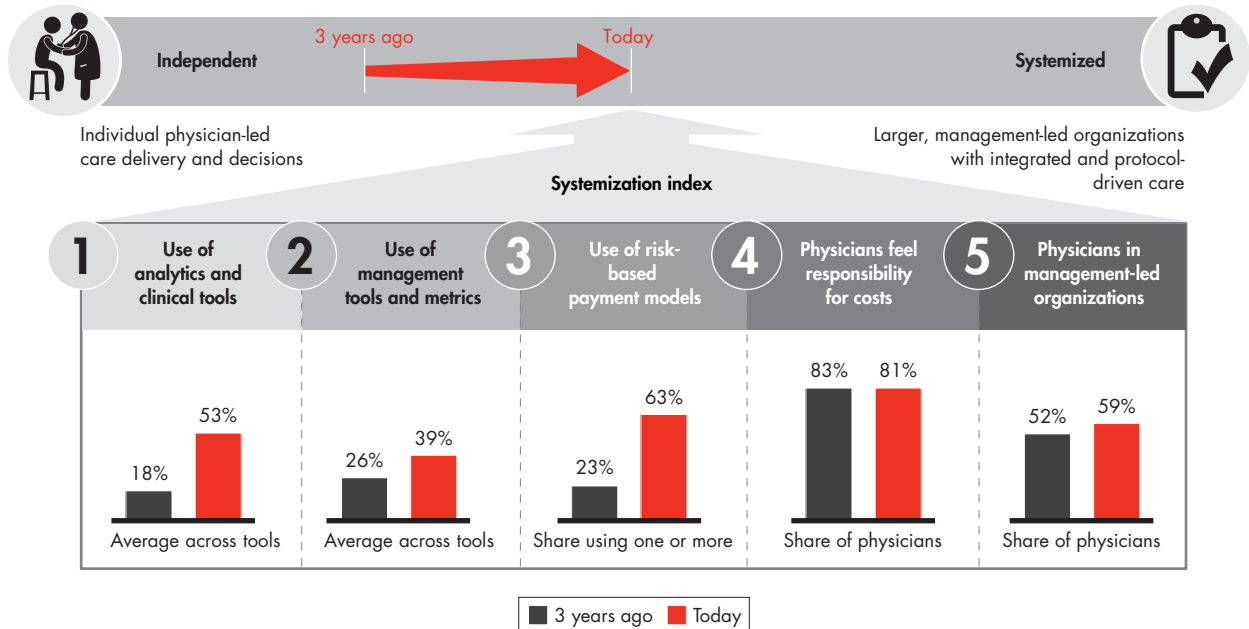 3 years ago
Today
Independent
Systemized
Individual physician-led
care delivery and decisions
Larger, management-led organizations
with integrated and protocol-
driven care
Systemization index
1
Use of
analytics and
clinical tools
2
Use of
management
tools and metrics
3
Use of risk-
based
payment models
4
Physicians feel
responsibility
for costs
5
Physicians in
management-led
organizations
18%
53%
Average across tools
26%
39%
Average across tools
23%
63%
Share using one or more
83%
81%
Share of physicians
52%
59%
Share of physicians
3 years ago
Today